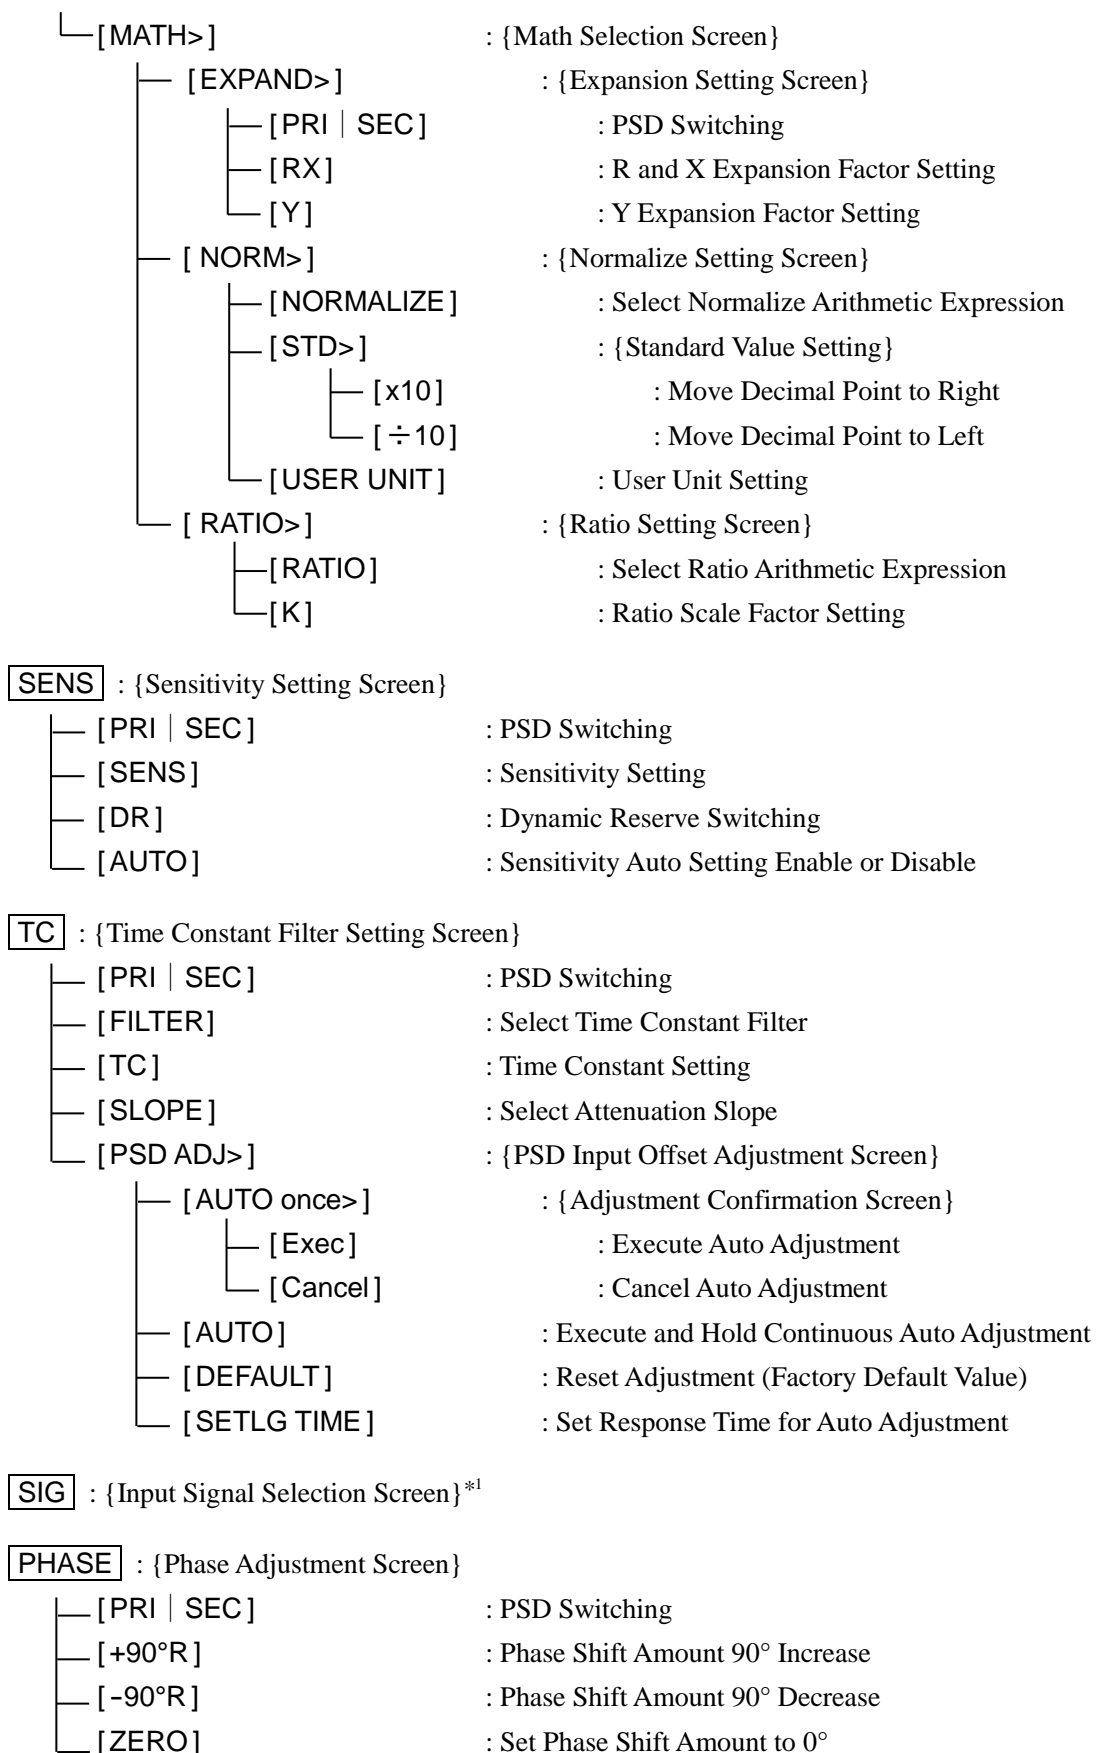 [MATH>] : {Math Selection Screen}
[EXPAND>] : {Expansion Setting Screen}
[PRI｜SEC] : PSD Switching
[RX] : R and X Expansion Factor Setting
[Y] : Y Expansion Factor Setting
[NORM>] : {Normalize Setting Screen}
[NORMALIZE] : Select Normalize Arithmetic Expression
[STD>] : {Standard Value Setting}
[x10] : Move Decimal Point to Right
[÷10] : Move Decimal Point to Left
[USER UNIT] : User Unit Setting
[RATIO>] : {Ratio Setting Screen}
[RATIO] : Select Ratio Arithmetic Expression
[K] : Ratio Scale Factor Setting
SENS : {Sensitivity Setting Screen}
[PRI｜SEC] : PSD Switching
[SENS] : Sensitivity Setting
[DR] : Dynamic Reserve Switching
[AUTO] : Sensitivity Auto Setting Enable or Disable
TC : {Time Constant Filter Setting Screen}
[PRI｜SEC] : PSD Switching
[FILTER] : Select Time Constant Filter
[TC] : Time Constant Setting
[SLOPE] : Select Attenuation Slope
[PSD ADJ>] : {PSD Input Offset Adjustment Screen}
[AUTO once>] : {Adjustment Confirmation Screen}
[Exec] : Execute Auto Adjustment
[Cancel] : Cancel Auto Adjustment
[AUTO] : Execute and Hold Continuous Auto Adjustment
[DEFAULT] : Reset Adjustment (Factory Default Value)
[SETLG TIME] : Set Response Time for Auto Adjustment
SIG : {Input Signal Selection Screen}*1
PHASE : {Phase Adjustment Screen}
[PRI｜SEC] : PSD Switching
[+90°R] : Phase Shift Amount 90° Increase
[-90°R] : Phase Shift Amount 90° Decrease
[ZERO] : Set Phase Shift Amount to 0°